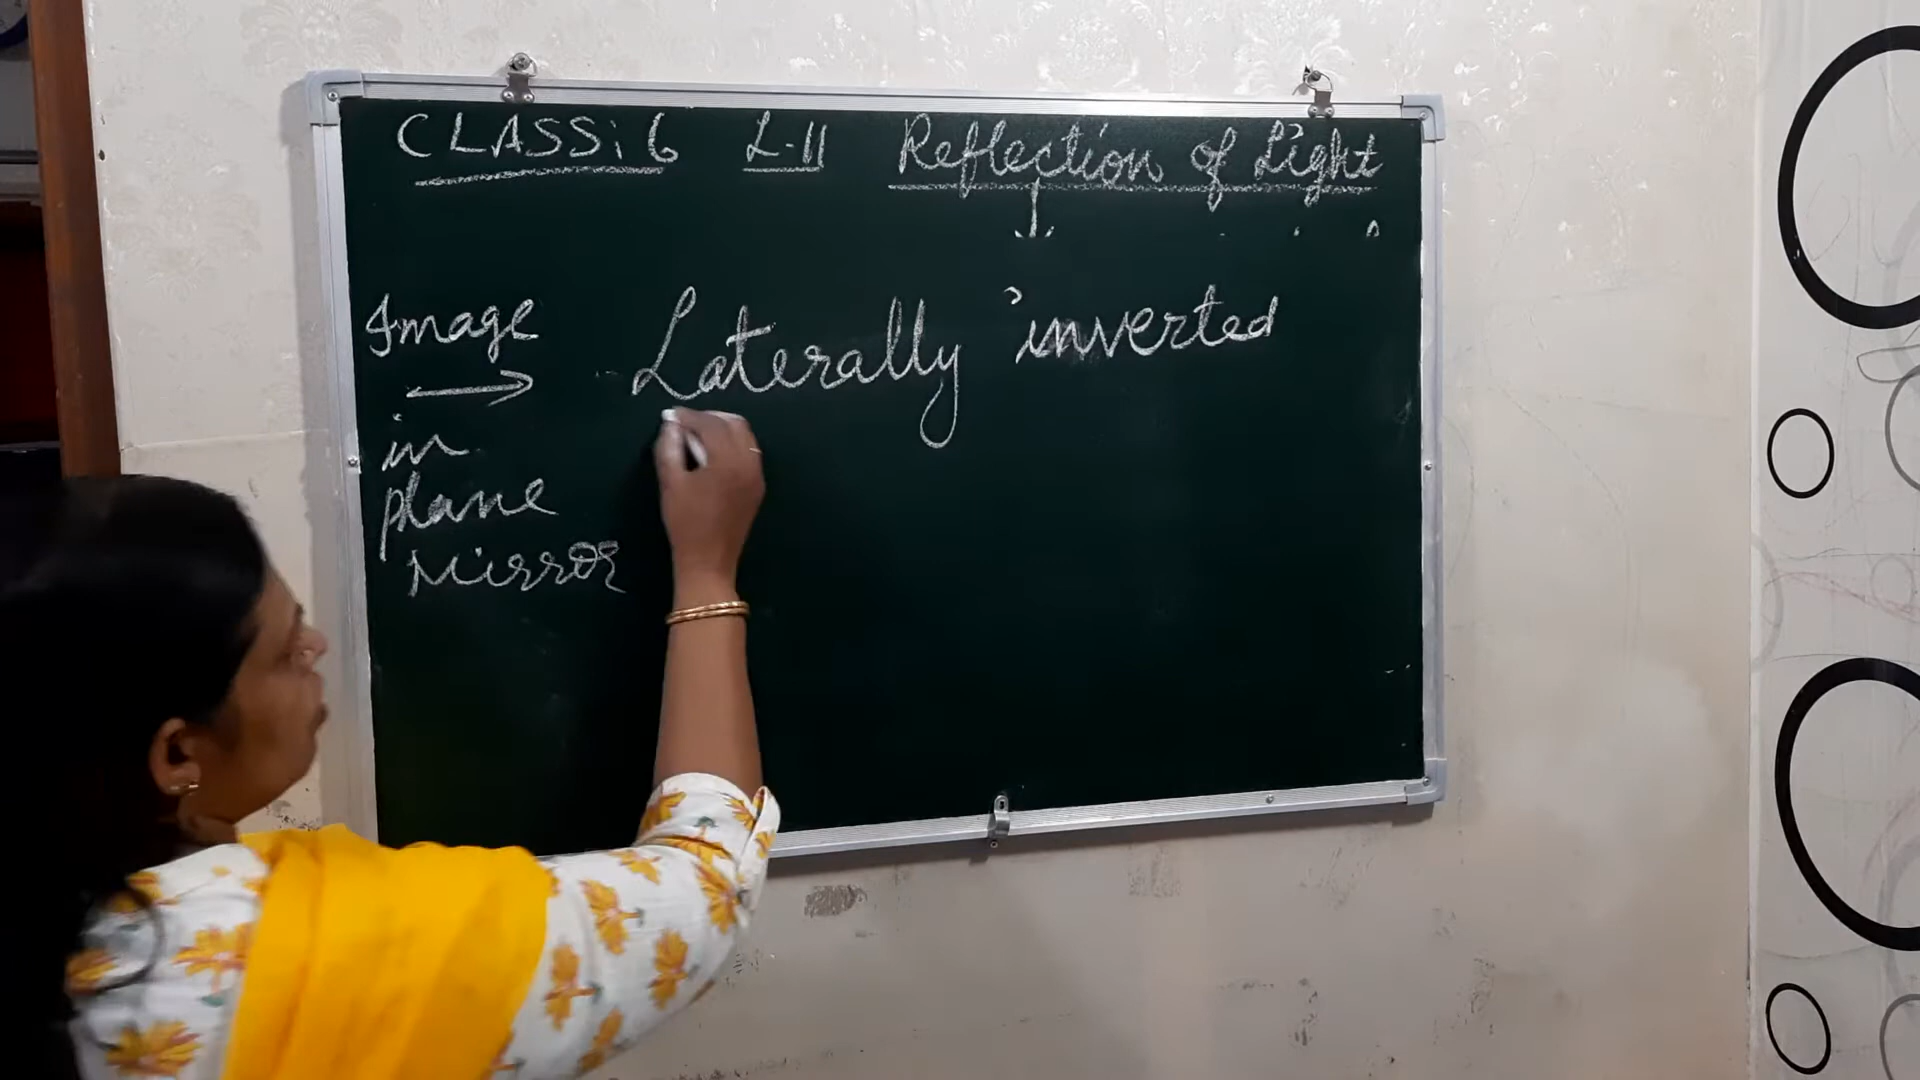 CLASS: 6 L-11 Reflection of Light
Image Laterally inverted
in
plane
Mirror